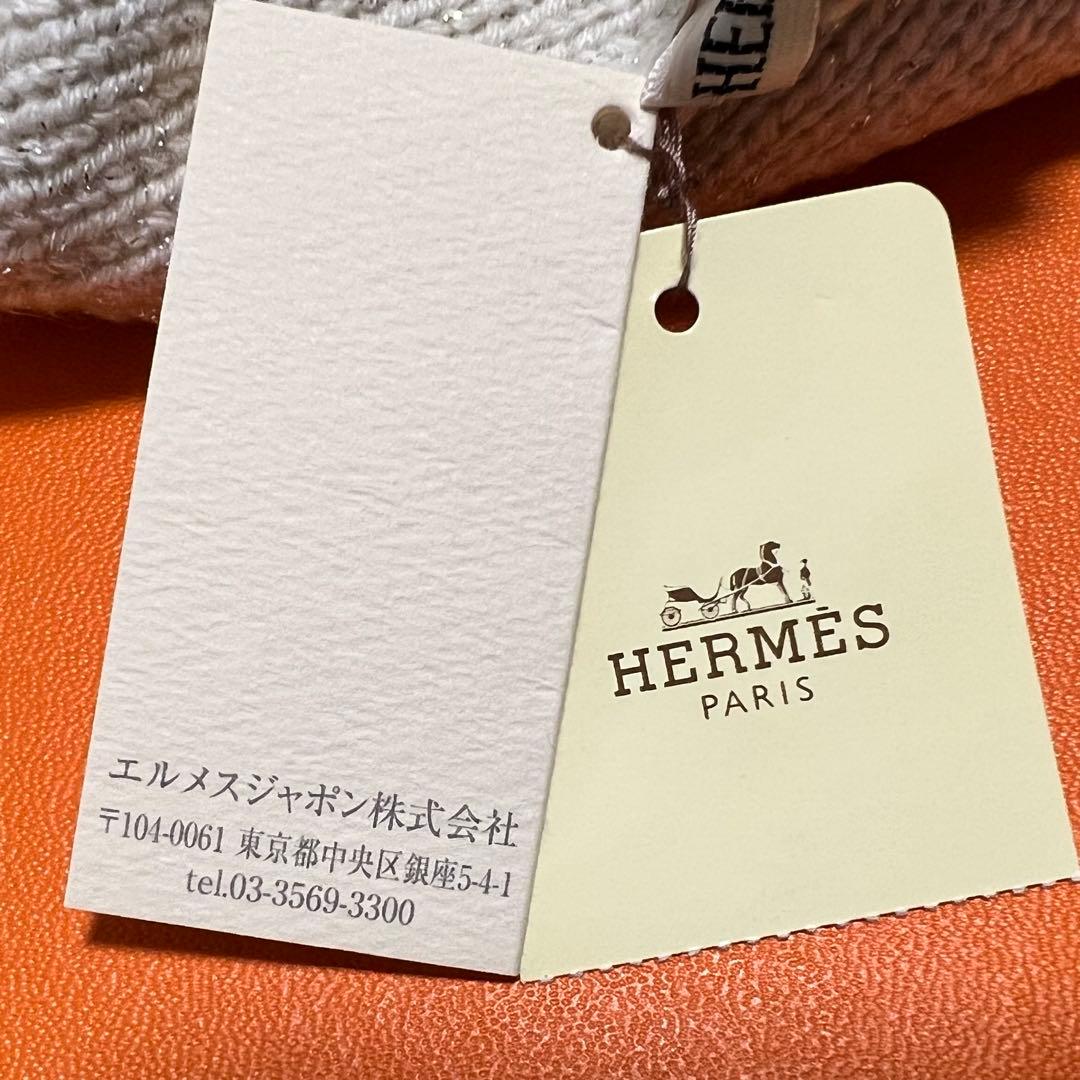 エルメスジャポン株式会社
〒104-0061 東京都中央区銀座5-4-1
tel.03-3569-3300
HERMÈS
PARIS